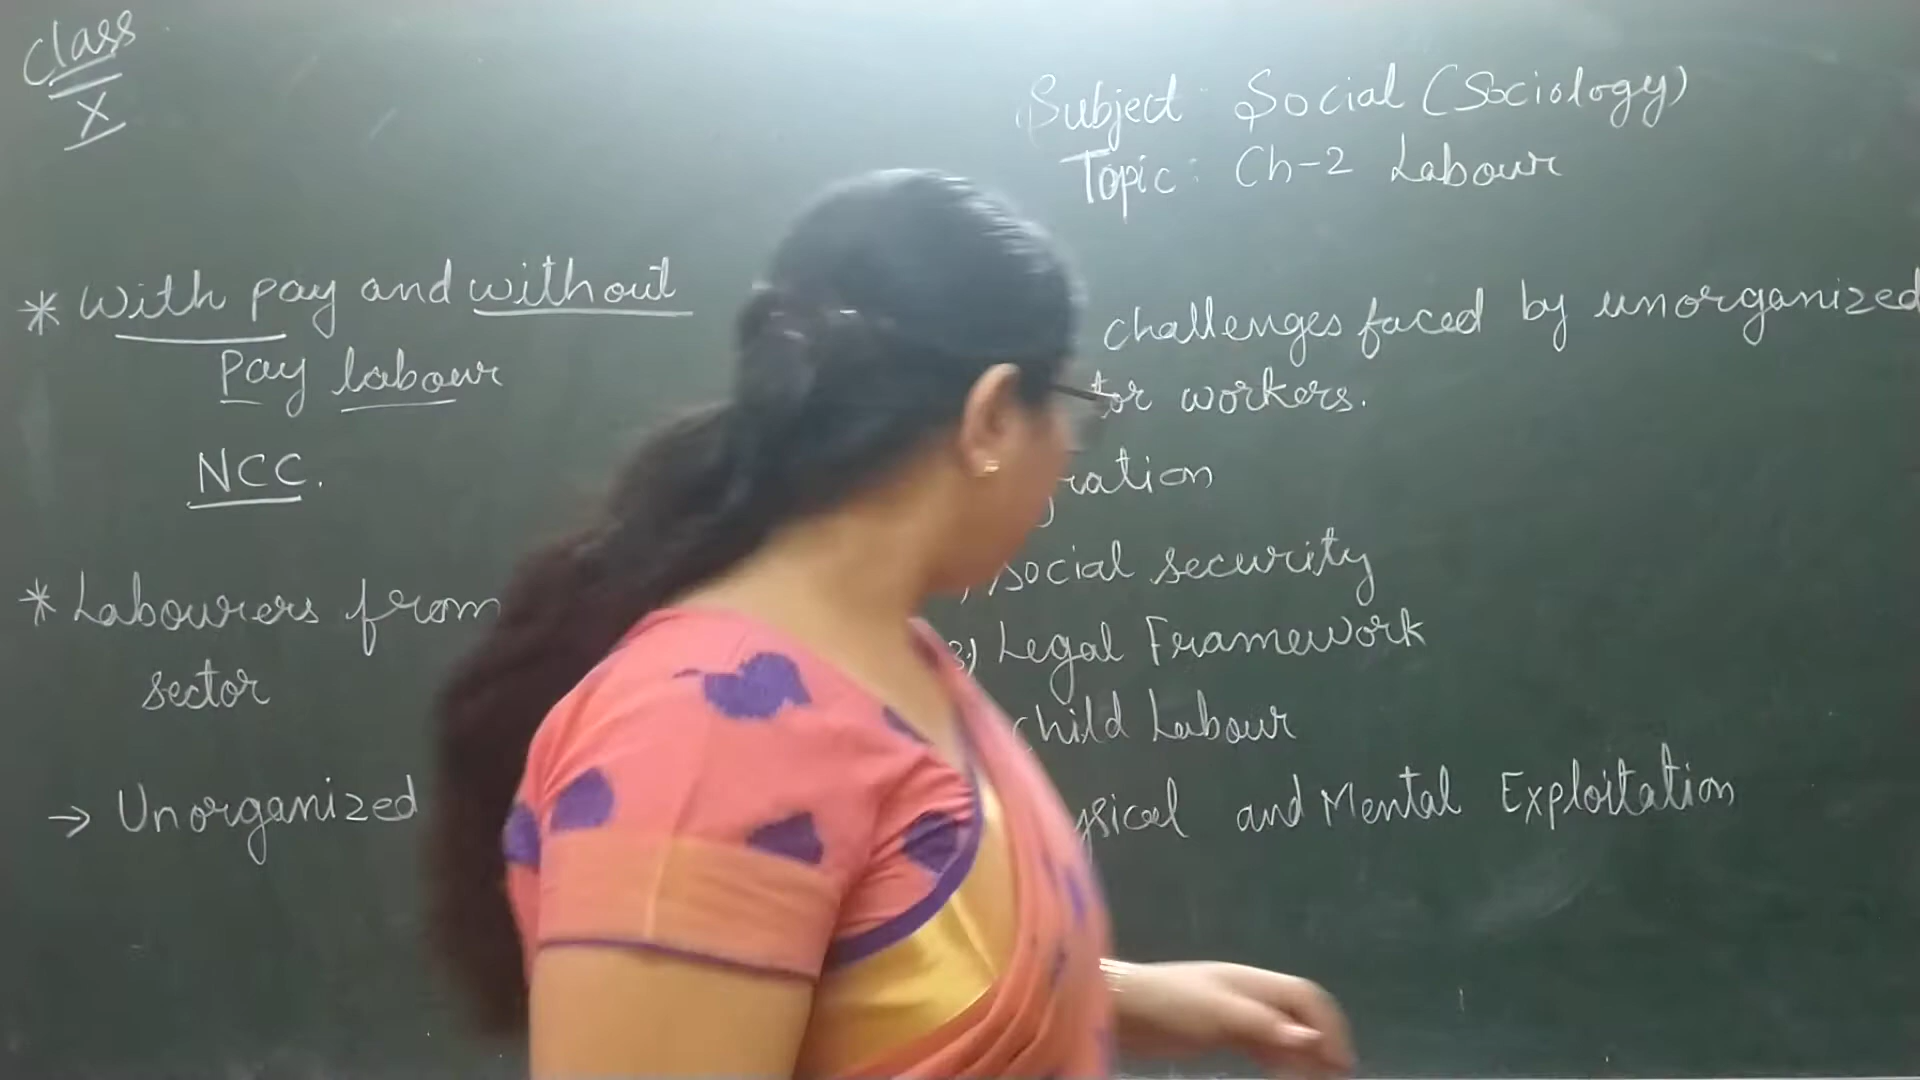 Class
X
Subject Social (Sociology)
Topic: Ch-2 Labour
* With pay and without
Pay labour
NCC.
* Labourers from
sector
→ Unorganized
challenges faced by unorganized
workers.
Social security
3) Legal Framework
Child Labour
and Mental Exploitation